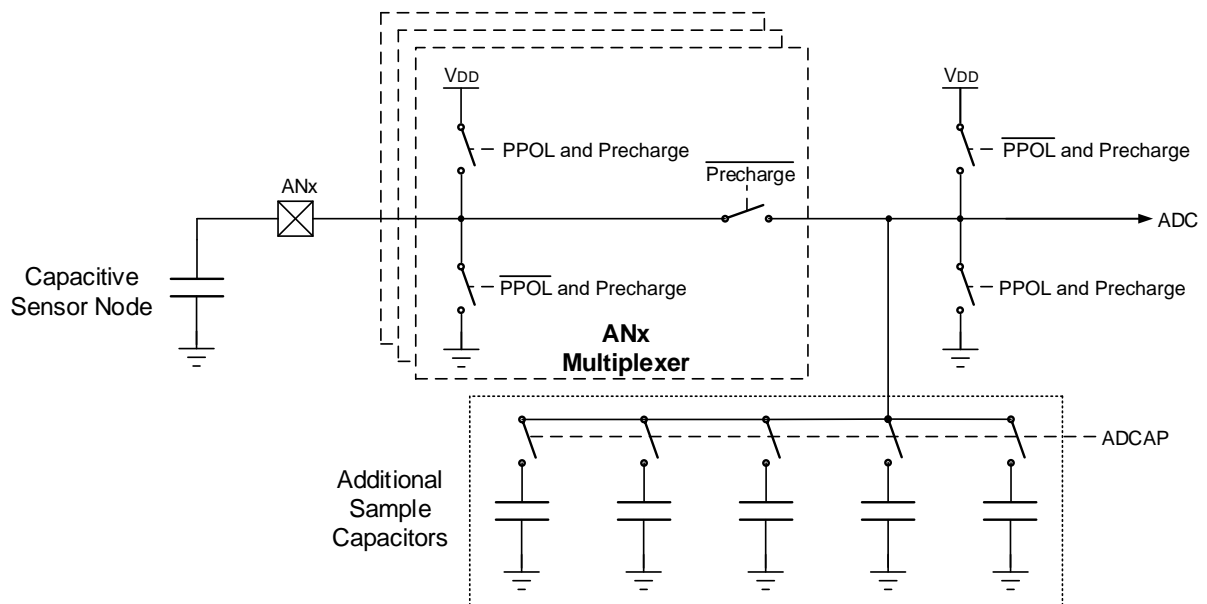 VDD
VDD
PPOL and Precharge
PPOL and Precharge
Precharge
ANx
ADC
Capacitive
Sensor Node
PPOL and Precharge
PPOL and Precharge
ANx
Multiplexer
ADCAP
Additional
Sample
Capacitors